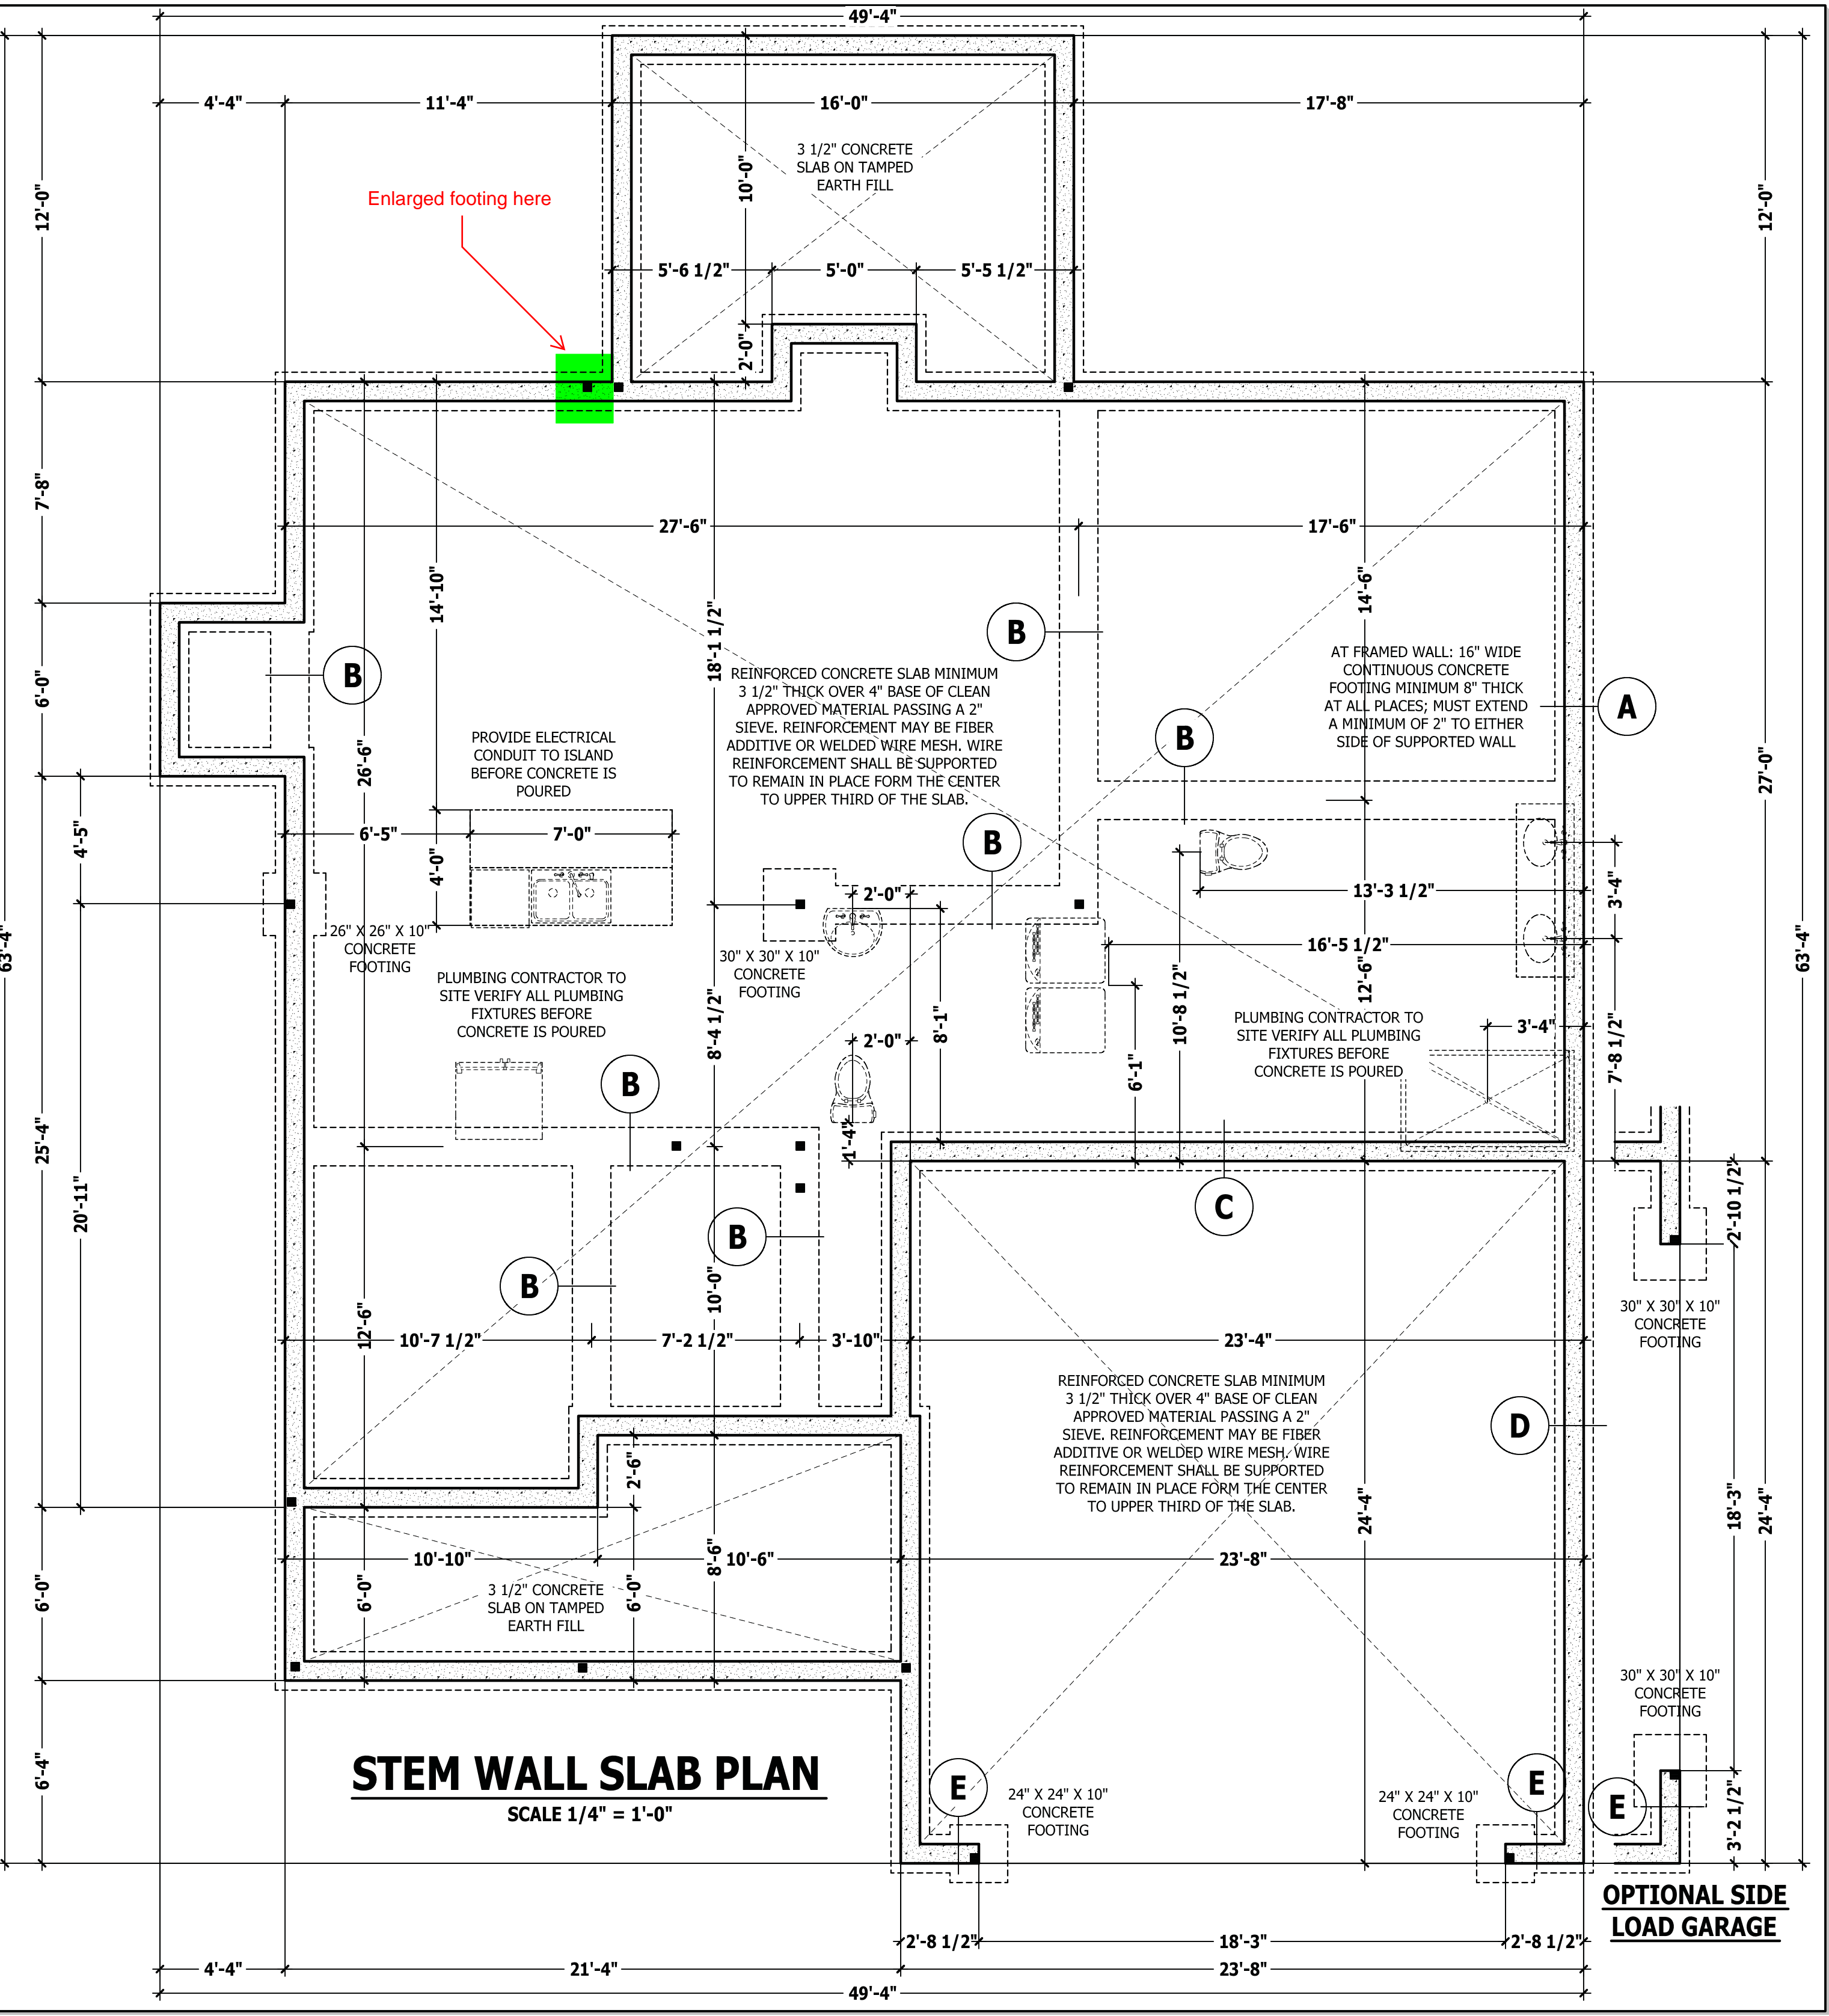 49'-4"
4'-4"
11'-4"
16'-0"
17'-8"
12'-0"
10'-0"
12'-0"
3 1/2" CONCRETE
SLAB ON TAMPED
EARTH FILL
Enlarged footing here
5'-6 1/2"
5'-0"
5'-5 1/2"
2'-0"
7'-8"
27'-6"
17'-6"
14'-10"
18'-1 1/2"
14'-6"
B
B
AT FRAMED WALL: 16" WIDE
CONTINUOUS CONCRETE
FOOTING MINIMUM 8" THICK
AT ALL PLACES; MUST EXTEND
A MINIMUM OF 2" TO EITHER
SIDE OF SUPPORTED WALL
A
6'-0"
REINFORCED CONCRETE SLAB MINIMUM
3 1/2" THICK OVER 4" BASE OF CLEAN
APPROVED MATERIAL PASSING A 2"
SIEVE. REINFORCEMENT MAY BE FIBER
ADDITIVE OR WELDED WIRE MESH. WIRE
REINFORCEMENT SHALL BE SUPPORTED
TO REMAIN IN PLACE FORM THE CENTER
TO UPPER THIRD OF THE SLAB.
B
26'-6"
27'-0"
PROVIDE ELECTRICAL
CONDUIT TO ISLAND
BEFORE CONCRETE IS
POURED
4'-5"
6'-5"
7'-0"
4'-0"
B
2'-0"
13'-3 1/2"
3'-4"
63'-4"
26" X 26" X 10"
CONCRETE
FOOTING
30" X 30" X 10"
CONCRETE
FOOTING
16'-5 1/2"
12'-6"
63'-4"
PLUMBING CONTRACTOR TO
SITE VERIFY ALL PLUMBING
FIXTURES BEFORE
CONCRETE IS POURED
8'-4 1/2"
8'-1"
10'-8 1/2"
PLUMBING CONTRACTOR TO
SITE VERIFY ALL PLUMBING
FIXTURES BEFORE
CONCRETE IS POURED
3'-4"
7'-8 1/2"
2'-0"
6'-1"
B
1'-4"
25'-4"
20'-11"
C
2'-10 1/2"
B
B
10'-0"
12'-6"
10'-7 1/2"
7'-2 1/2"
3'-10"
23'-4"
30" X 30" X 10"
CONCRETE
FOOTING
REINFORCED CONCRETE SLAB MINIMUM
3 1/2" THICK OVER 4" BASE OF CLEAN
APPROVED MATERIAL PASSING A 2"
SIEVE. REINFORCEMENT MAY BE FIBER
ADDITIVE OR WELDED WIRE MESH. WIRE
REINFORCEMENT SHALL BE SUPPORTED
TO REMAIN IN PLACE FORM THE CENTER
TO UPPER THIRD OF THE SLAB.
D
2'-6"
24'-4"
18'-3"
24'-4"
10'-10"
8'-6"
10'-6"
23'-8"
6'-0"
6'-0"
6'-0"
3 1/2" CONCRETE
SLAB ON TAMPED
EARTH FILL
30" X 30" X 10"
CONCRETE
FOOTING
6'-4"
STEM WALL SLAB PLAN
SCALE 1/4" = 1'-0"
E
24" X 24" X 10"
CONCRETE
FOOTING
24" X 24" X 10"
CONCRETE
FOOTING
E
E
3'-2 1/2"
OPTIONAL SIDE
LOAD GARAGE
2'-8 1/2"
18'-3"
2'-8 1/2"
4'-4"
21'-4"
23'-8"
49'-4"